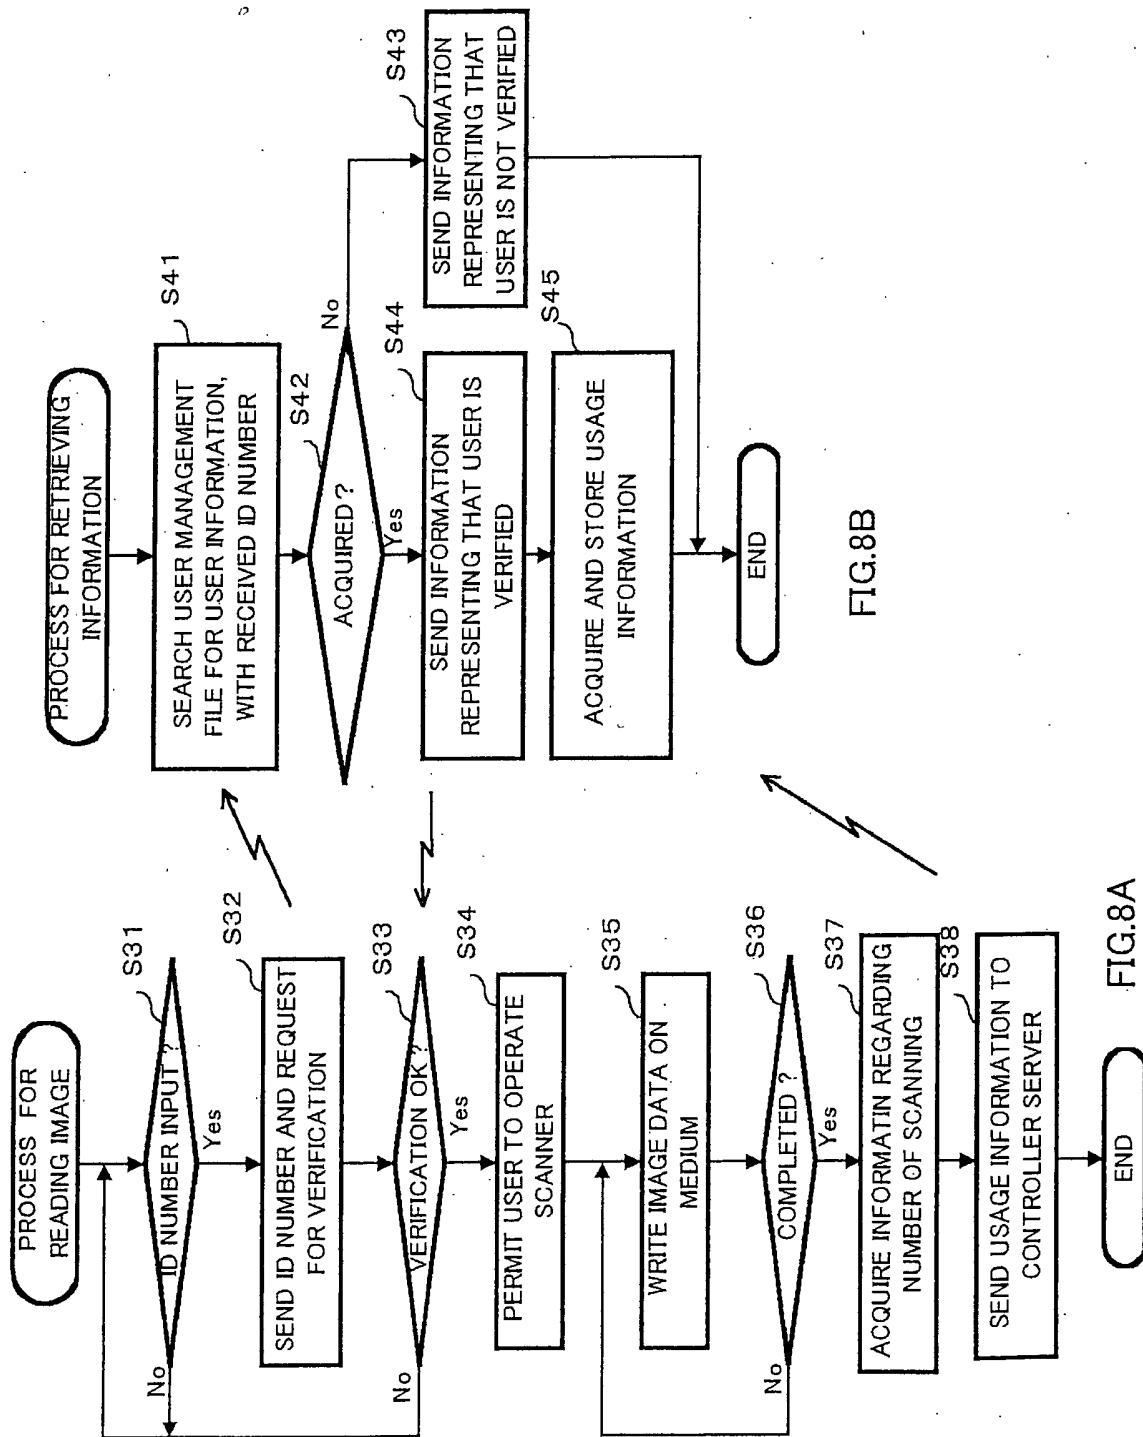 PROCESS FOR
READING IMAGE
S31
ID NUMBER INPUT ?
No
Yes
S32
SEND ID NUMBER AND REQUEST
FOR VERIFICATION
S33
VERIFICATION OK ?
No
Yes
S34
PERMIT USER TO OPERATE
SCANNER
S35
WRITE IMAGE DATA ON
MEDIUM
S36
COMPLETED ?
No
Yes
S37
ACQUIRE INFORMATIN REGARDING
NUMBER OF SCANNING
S38
SEND USAGE INFORMATION TO
CONTROLLER SERVER
END
FIG.8A
PROCESS FOR RETRIEVING
INFORMATION
S41
SEARCH USER MANAGEMENT
FILE FOR USER INFORMATION,
WITH RECEIVED ID NUMBER
S42
ACQUIRED ?
No
Yes
S43
SEND INFORMATION
REPRESENTING THAT
USER IS NOT VERIFIED
S44
SEND INFORMATION
REPRESENTING THAT USER IS
VERIFIED
S45
ACQUIRE AND STORE USAGE
INFORMATION
END
FIG.8B